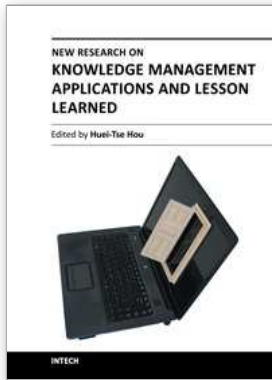 NEW RESEARCH ON
KNOWLEDGE MANAGEMENT
APPLICATIONS AND LESSON
LEARNED
Edited by Huei-Tse Hou
INTECH